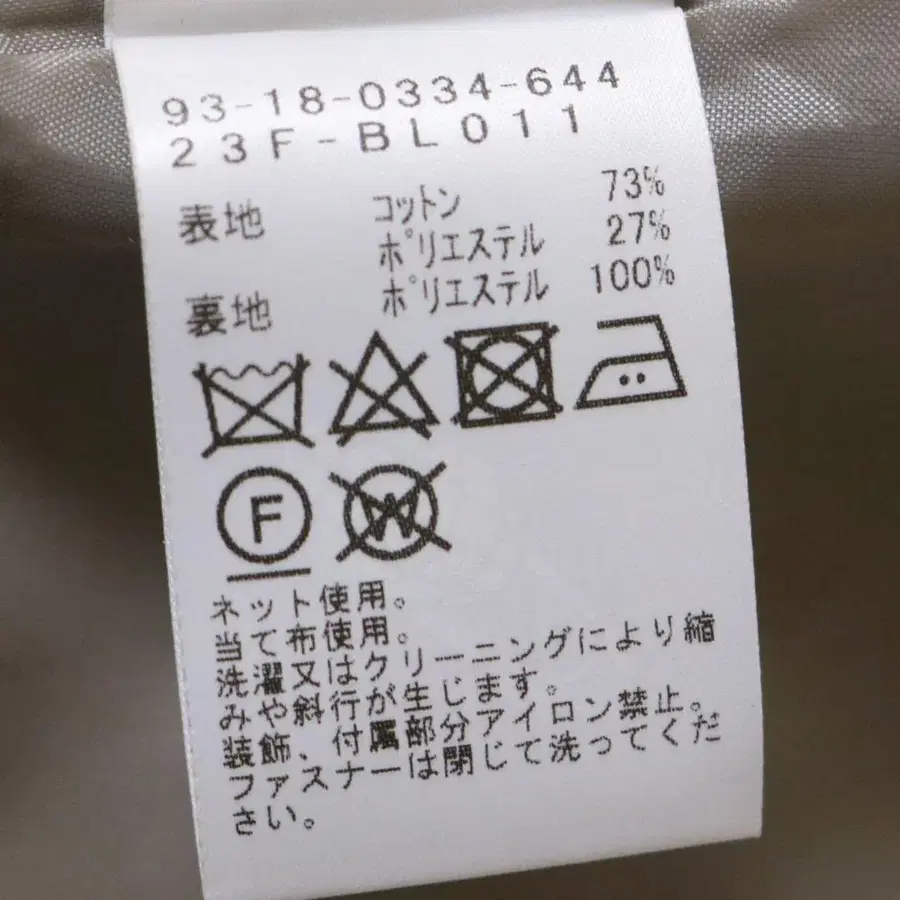 93-18-0334-644
23F-BL011
表地 コットン 73%
ポリエステル 27%
裏地 ポリエステル 100%
F W
ネット使用。
当て布使用。
洗濯又はクリーニングにより縮
みや斜行が生じます。
装飾、付属部分アイロン禁止。
ファスナーは閉じて洗ってくだ
さい。